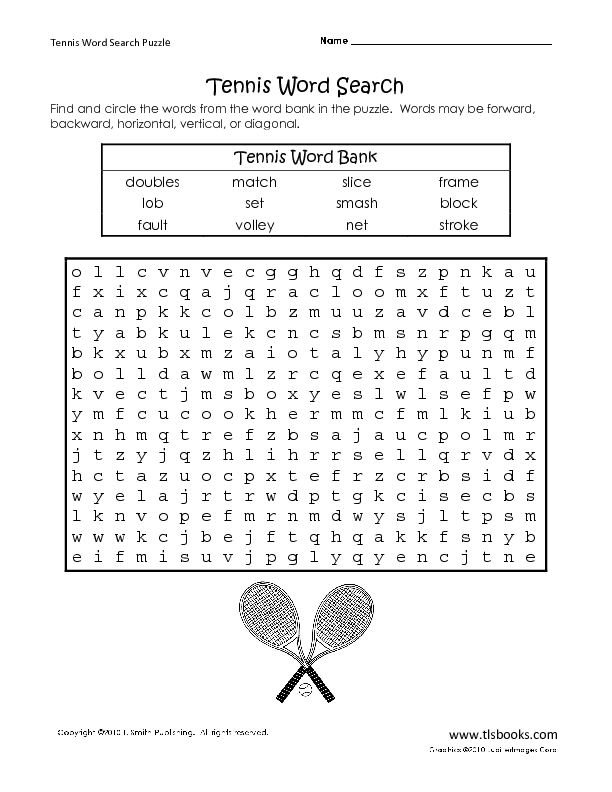 Tennis Word Search Puzzle
Name
Tennis Word Search
Find and circle the words from the word bank in the puzzle. Words may be forward,
backward, horizontal, vertical, or diagonal.
Tennis Word Bank
doubles match slice frame
lob set smash block
fault volley net stroke
o l l c v n v e c g g h q d f s z p n k a u
f x i x c q a j q r a c l o o m x f t u z t
c a n p k k c o l b z m u u z a v d c e b l
t y a b k u l e k c n c s b m s n r p g q m
b k x u b x m z a i o t a l y h y p u n m f
b o l l d a w m l z r c q e x e f a u l t d
k v e c t j m s b o x y e s l w l s e f p w
y m f c u c o o k h e r m m c f m l k i u b
x n h m q t r e f z b s a j a u c p o l m r
j t z y j q z h l i h r r s e l l q r v d x
h c t a z u o c p x t e f r z c r b s i d f
w y e l a j r t r w d p t g k c i s e c b s
l k n v o p e f m r n m d w y s j l t p s m
w w w k c j b e j f t q h q a k k f s n y b
e i f m i s u v j p g l y q y e n c j t n e
Copyright ©2010 T. Smith Publishing. All rights reserved.
www.tlsbooks.com
Graphics ©2010 JupiterImages Corp